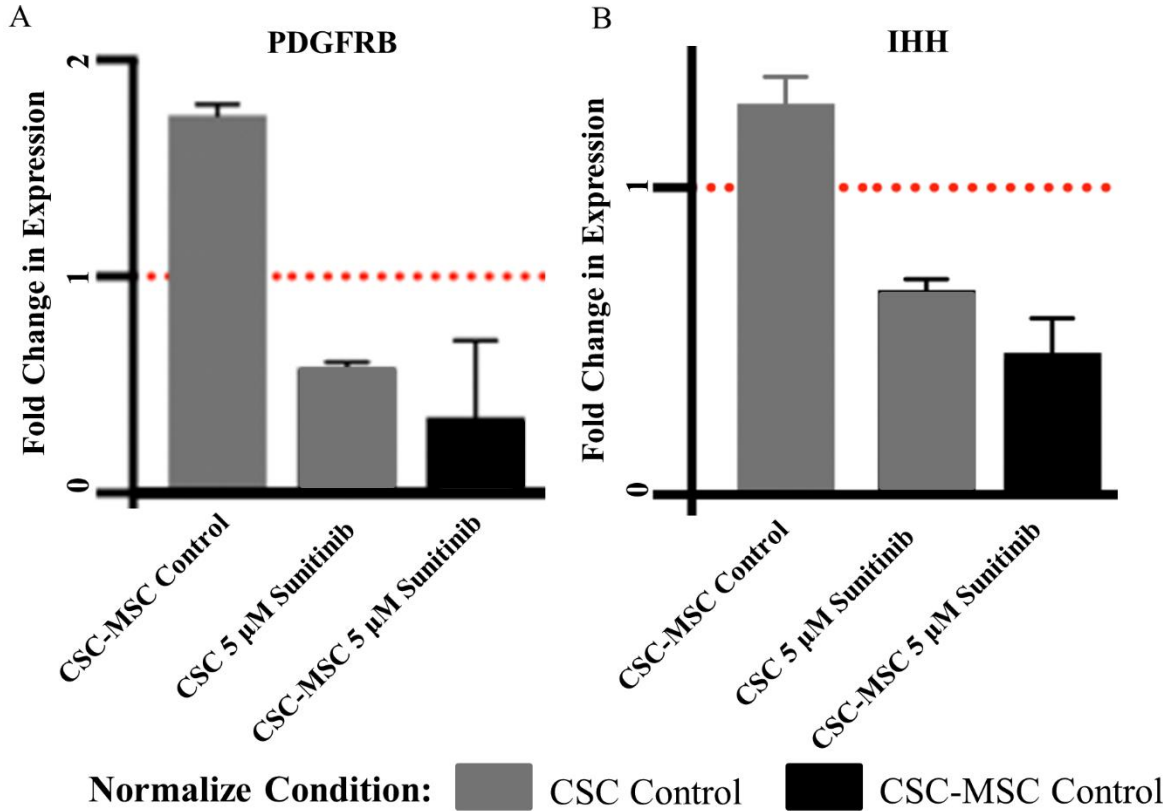 A
PDGFRB
Fold Change in Expression
2
1
0
CSC-MSC Control
CSC 5 µM Sunitinib
CSC-MSC 5 µM Sunitinib
B
IHH
Fold Change in Expression
1
0
CSC-MSC Control
CSC 5 µM Sunitinib
CSC-MSC 5 µM Sunitinib
Normalize Condition: CSC Control CSC-MSC Control